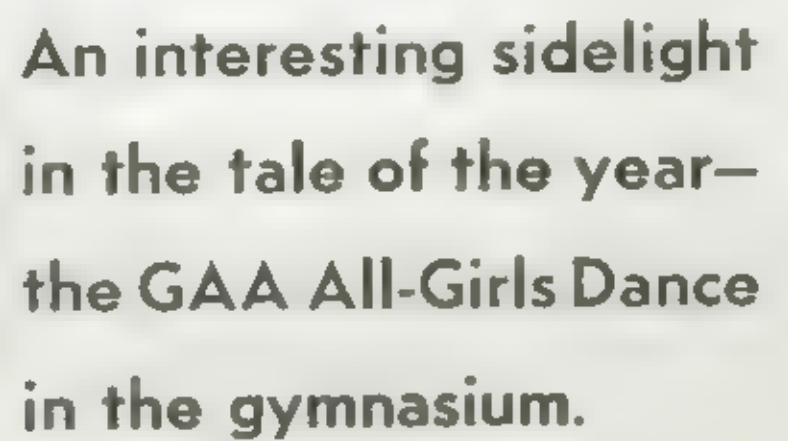 An interesting sidelight
in the tale of the year—
the GAA All-Girls Dance
in the gymnasium.